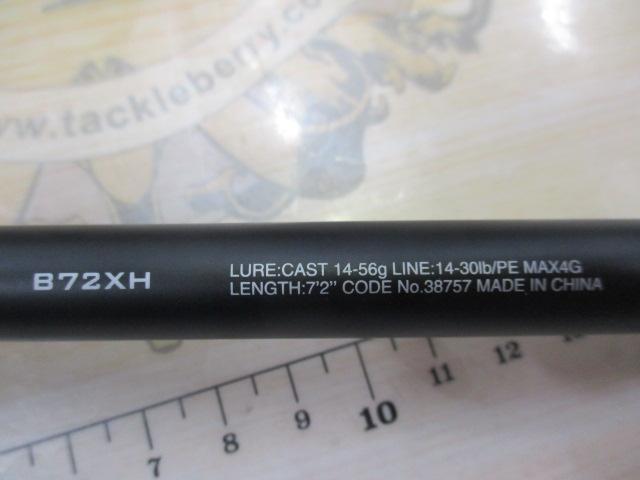 www.tackleberry.co
B72XH
LURE:CAST 14-56g LINE:14-30lb/PE MAX4G
LENGTH:7'2" CODE No.38757 MADE IN CHINA
7 8 9 10 11 12